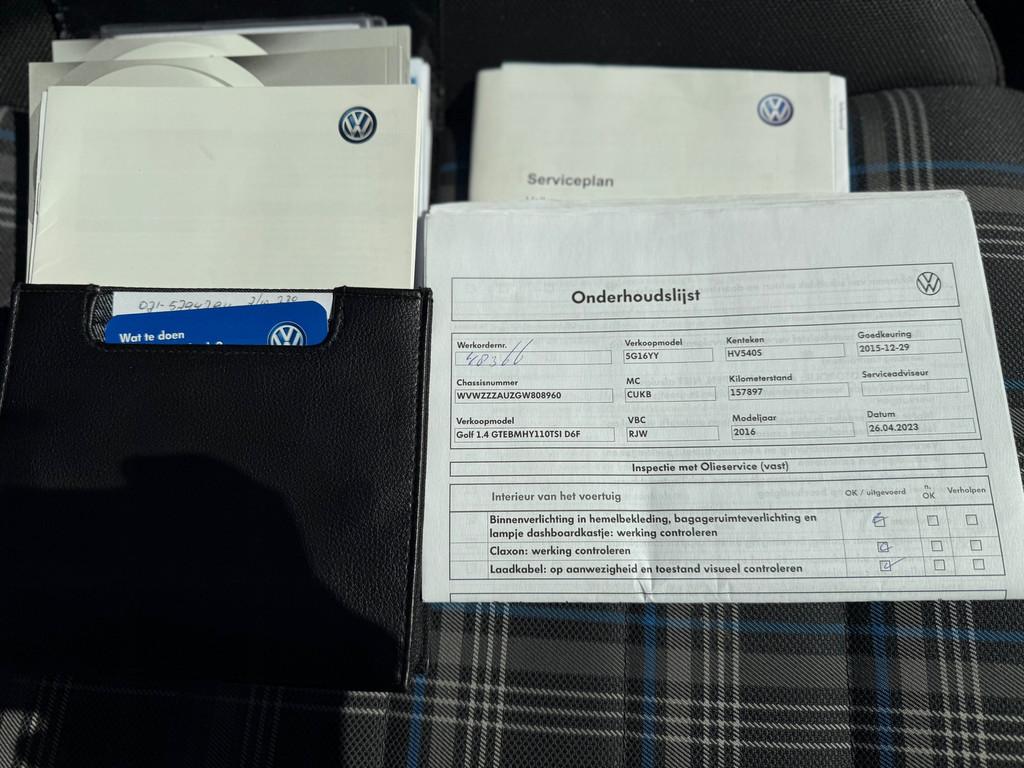 Serviceplan
Wat te doen
Onderhoudslijst
Werkordernr. Verkoopmodel Kenteken Goedkeuring
48366 5G16YY HV540S 2015-12-29
Chassisnummer MC Kilometerstand Serviceadviseur
WVWZZZAUZGW808960 CUKB 157897
Verkoopmodel VBC Modeljaar Datum
Golf 1.4 GTEBMHY110TSI D6F RJW 2016 26.04.2023
Inspectie met Olieservice (vast)
Interieur van het voertuig OK / uitgevoerd n. OK Verholpen
Binnenverlichting in hemelbekleding, bagageruimteverlichting en
lampje dashboardkastje: werking controleren
Claxon: werking controleren
Laadkabel: op aanwezigheid en toestand visueel controleren